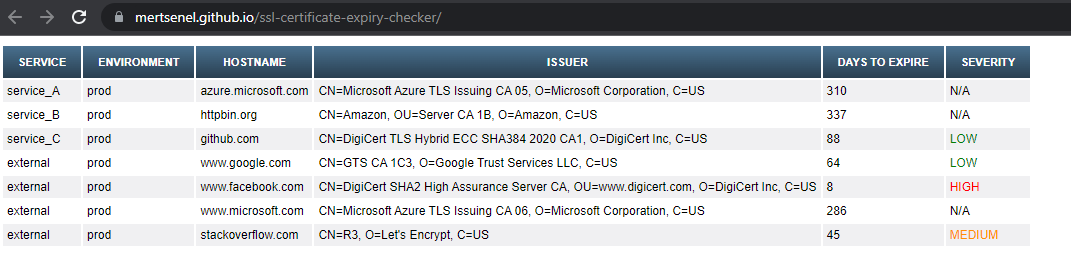 mertsenel.github.io/ssl-certificate-expiry-checker/
SERVICE ENVIRONMENT HOSTNAME ISSUER DAYS TO EXPIRE SEVERITY
service_A prod azure.microsoft.com CN=Microsoft Azure TLS Issuing CA 05, O=Microsoft Corporation, C=US 310 N/A
service_B prod httpbin.org CN=Amazon, OU=Server CA 1B, O=Amazon, C=US 337 N/A
service_C prod github.com CN=DigiCert TLS Hybrid ECC SHA384 2020 CA1, O=DigiCert Inc, C=US 88 LOW
external prod www.google.com CN=GTS CA 1C3, O=Google Trust Services LLC, C=US 64 LOW
external prod www.facebook.com CN=DigiCert SHA2 High Assurance Server CA, OU=www.digicert.com, O=DigiCert Inc, C=US 8 HIGH
external prod www.microsoft.com CN=Microsoft Azure TLS Issuing CA 06, O=Microsoft Corporation, C=US 286 N/A
external prod stackoverflow.com CN=R3, O=Let's Encrypt, C=US 45 MEDIUM